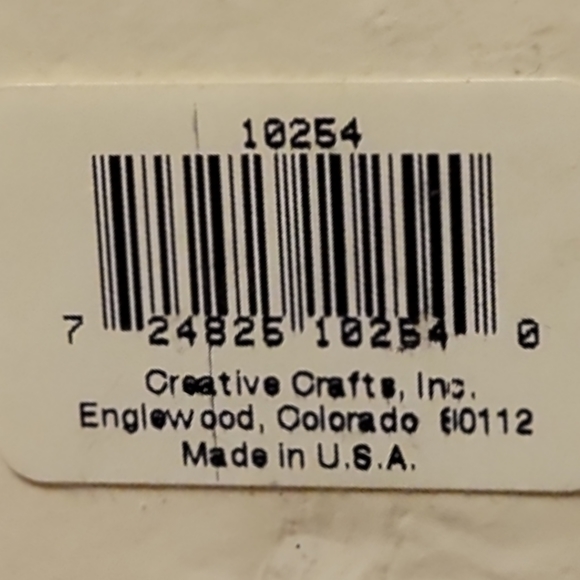 10254
7 24825 10254 0
Creative Crafts, Inc.
Englewood, Colorado 80112
Made in U.S.A.